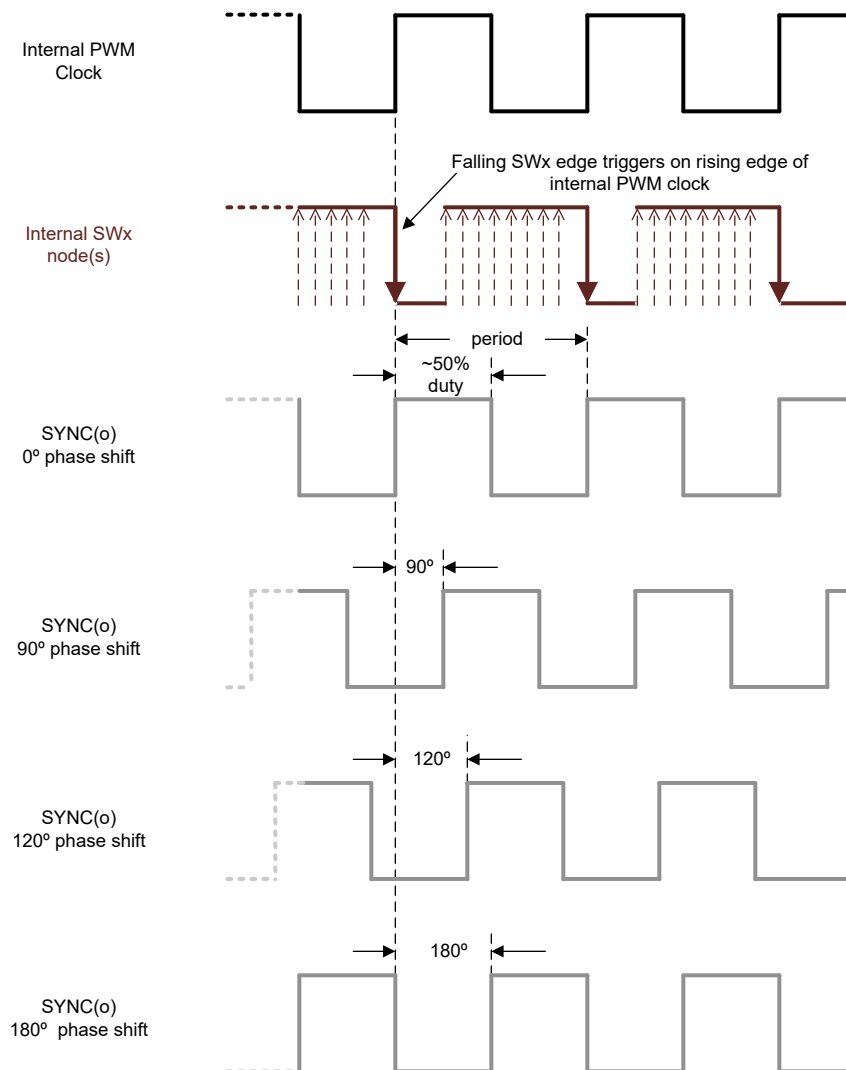 Internal PWM
Clock
Falling SWx edge triggers on rising edge of
internal PWM clock
Internal SWx
node(s)
period
~50%
duty
SYNC(o)
0º phase shift
90º
SYNC(o)
90º phase shift
120º
SYNC(o)
120º phase shift
180º
SYNC(o)
180º phase shift